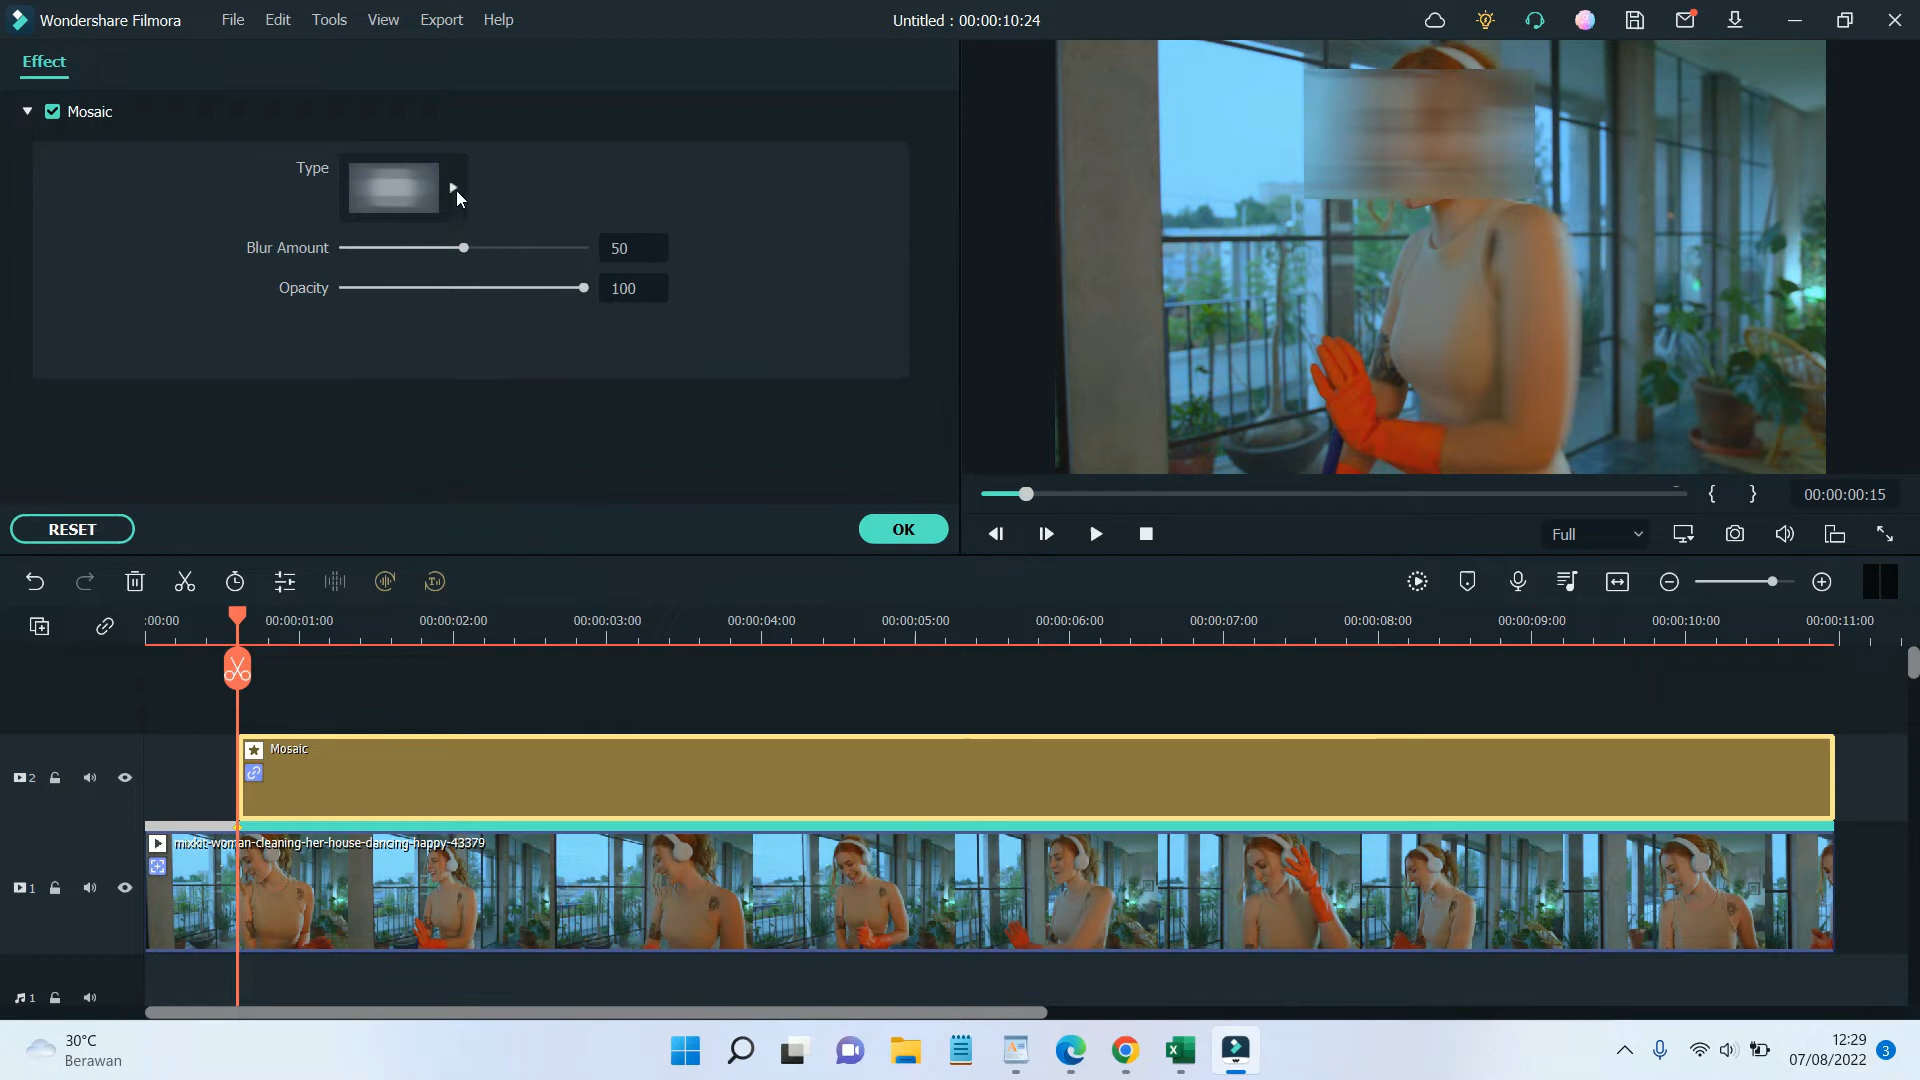 Wondershare Filmora File Edit Tools View Export Help Untitled : 00:00:10:24
Effect
Mosaic
Type
Blur Amount 50
Opacity 100
RESET OK
{ } 00:00:00:15
Full
:00:00 00:00:01:00 00:00:02:00 00:00:03:00 00:00:04:00 00:00:05:00 00:00:06:00 00:00:07:00 00:00:08:00 00:00:09:00 00:00:10:00 00:00:11:00
Mosaic
2
mixkit-woman-cleaning-her-house-dancing-happy-43379
1
1
30°C
Berawan
12:29
07/08/2022
3